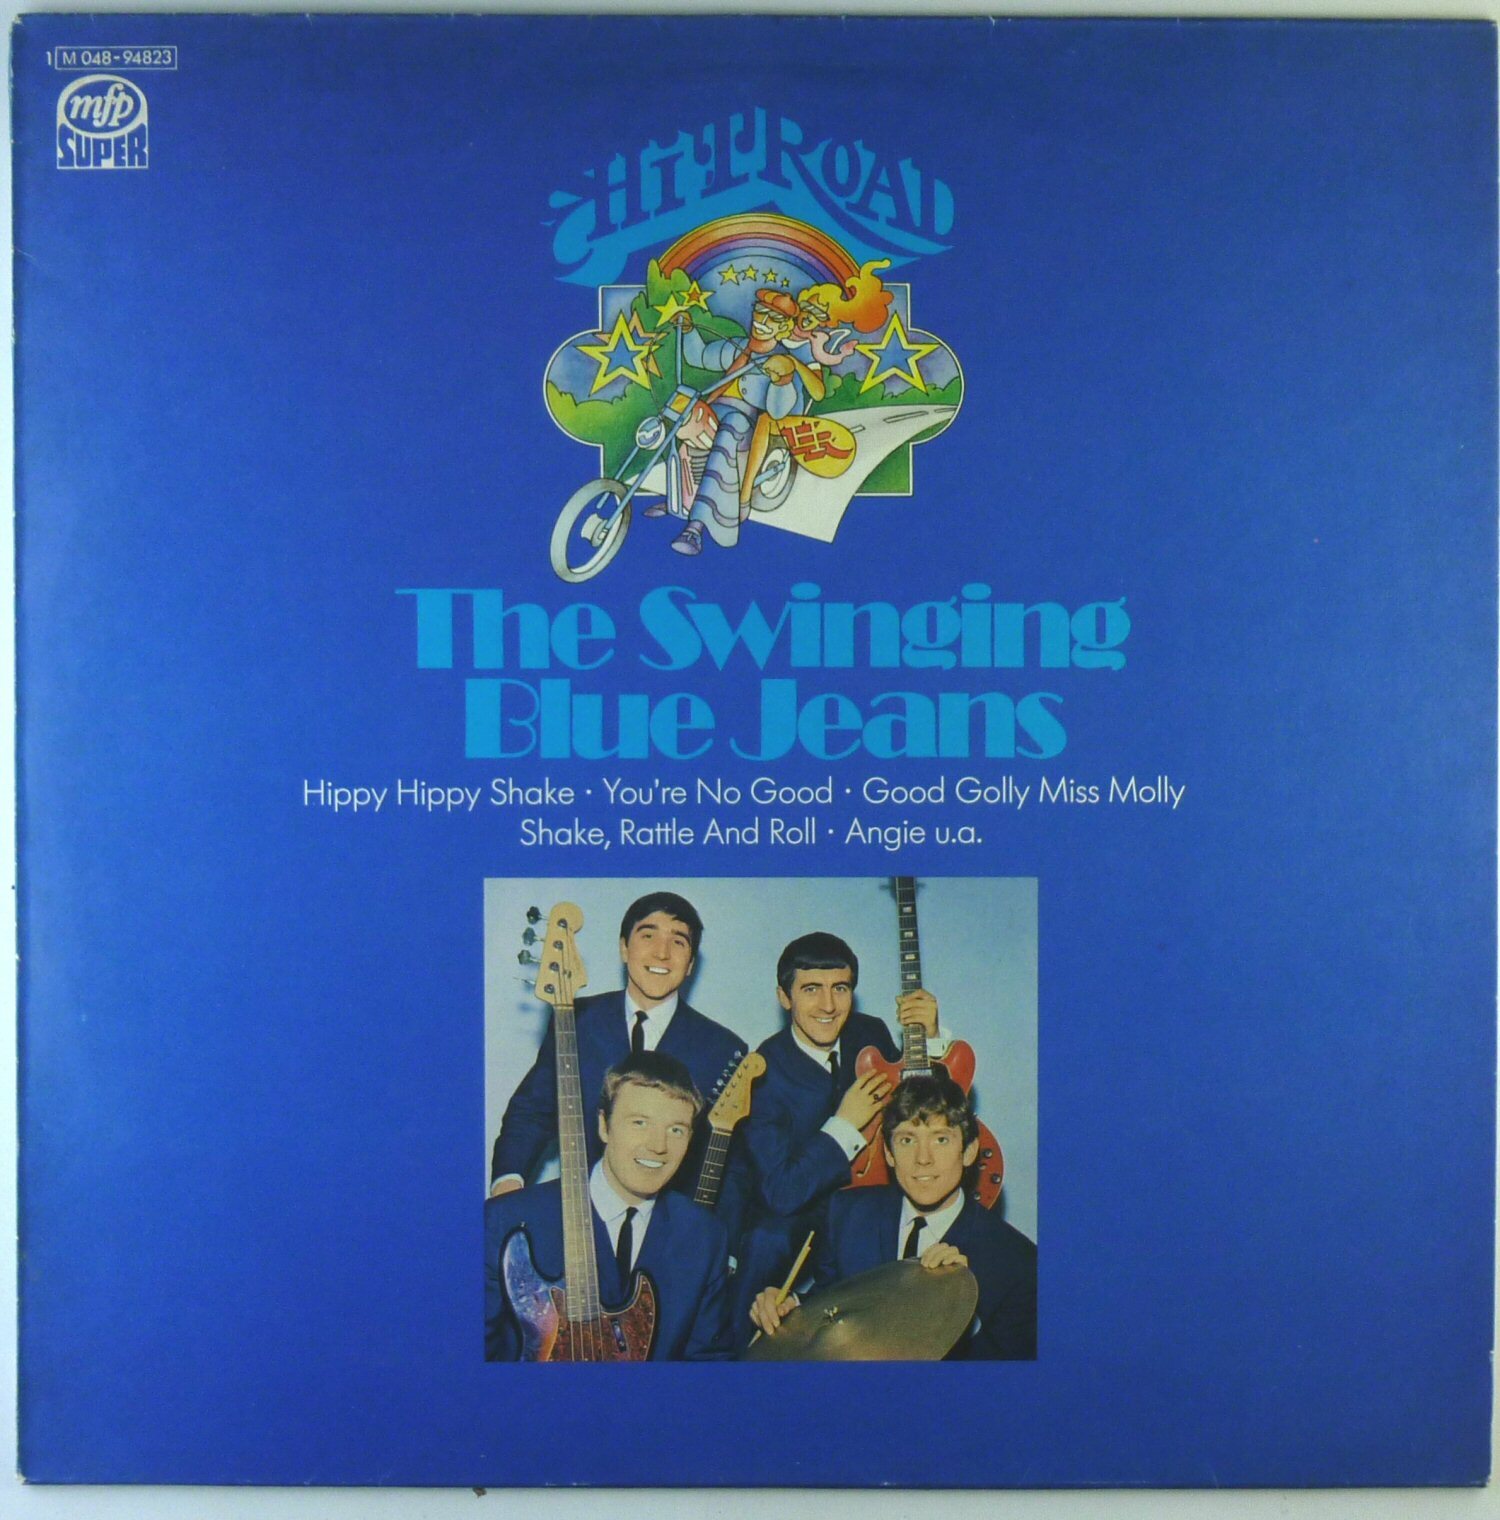 1 M 048-94823
mfp
SUPER
HIT ROAD
HR
The Swinging
Blue Jeans
Hippy Hippy Shake · You're No Good · Good Golly Miss Molly
Shake, Rattle And Roll · Angie u.a.